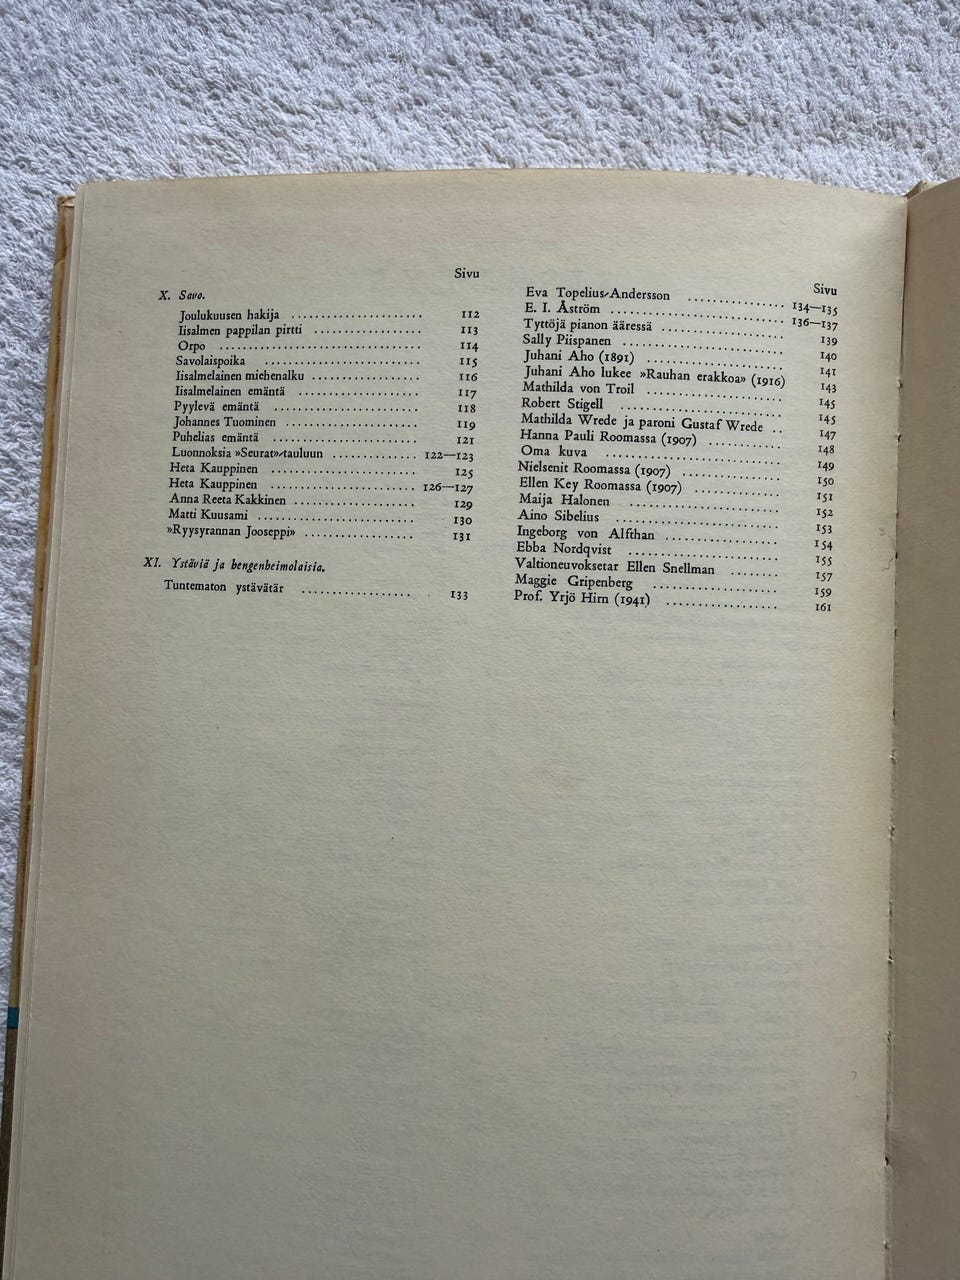 Sivu
X. Savo.
Joulukuusen hakija ........................ 112
Iisalmen pappilan pirtti ................... 113
Orpo .................................... 114
Savolaispoika ............................ 115
Iisalmelainen miehenalku ................... 116
Iisalmelainen emäntä ...................... 117
Pyylevä emäntä .......................... 118
Johannes Tuominen ....................... 119
Puhelias emäntä .......................... 121
Luonnoksia »Seurat»-tauluun ............... 122—123
Heta Kauppinen .......................... 125
Heta Kauppinen .......................... 126—127
Anna Reeta Kakkinen ...................... 129
Matti Kuusami ........................... 130
»Ryysyrannan Jooseppi» .................... 131
XI. Ystäviä ja hengenheimolaisia.
Tuntematon ystävätär ..................... 133
Sivu
Eva Topelius-Andersson .................. 134—135
E. I. Åström ............................ 136—137
Tyttöjä pianon ääressä .................... 139
Sally Piispanen .......................... 140
Juhani Aho (1891) ....................... 141
Juhani Aho lukee »Rauhan erakkoa» (1916) 143
Mathilda von Troil ....................... 145
Robert Stigell ........................... 145
Mathilda Wrede ja paroni Gustaf Wrede .. 147
Hanna Pauli Roomassa (1907) .............. 148
Oma kuva .............................. 149
Nielsenit Roomassa (1907) ................. 150
Ellen Key Roomassa (1907) ................ 151
Maija Halonen .......................... 152
Aino Sibelius ........................... 153
Ingeborg von Alfthan ..................... 154
Ebba Nordqvist ......................... 155
Valtioneuvoksetar Ellen Snellman ........ 157
Maggie Gripenberg ...................... 159
Prof. Yrjö Hirn (1941) .................... 161